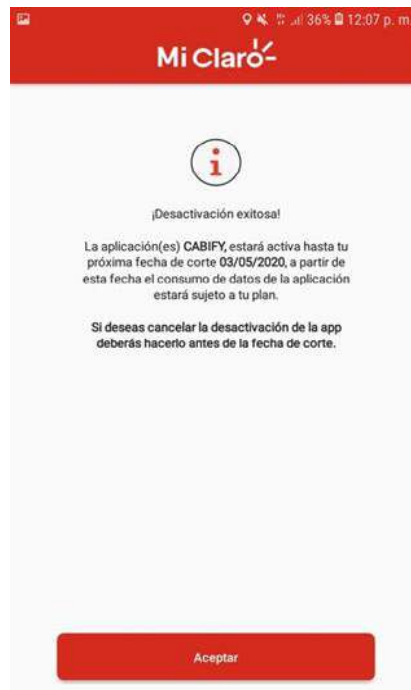 36% 12:07 p. m.
Mi Claro
i
¡Desactivación exitosa!
La aplicación(es) CABIFY, estará activa hasta tu
próxima fecha de corte 03/05/2020, a partir de
esta fecha el consumo de datos de la aplicación
estará sujeto a tu plan.
Si deseas cancelar la desactivación de la app
deberás hacerlo antes de la fecha de corte.
Aceptar